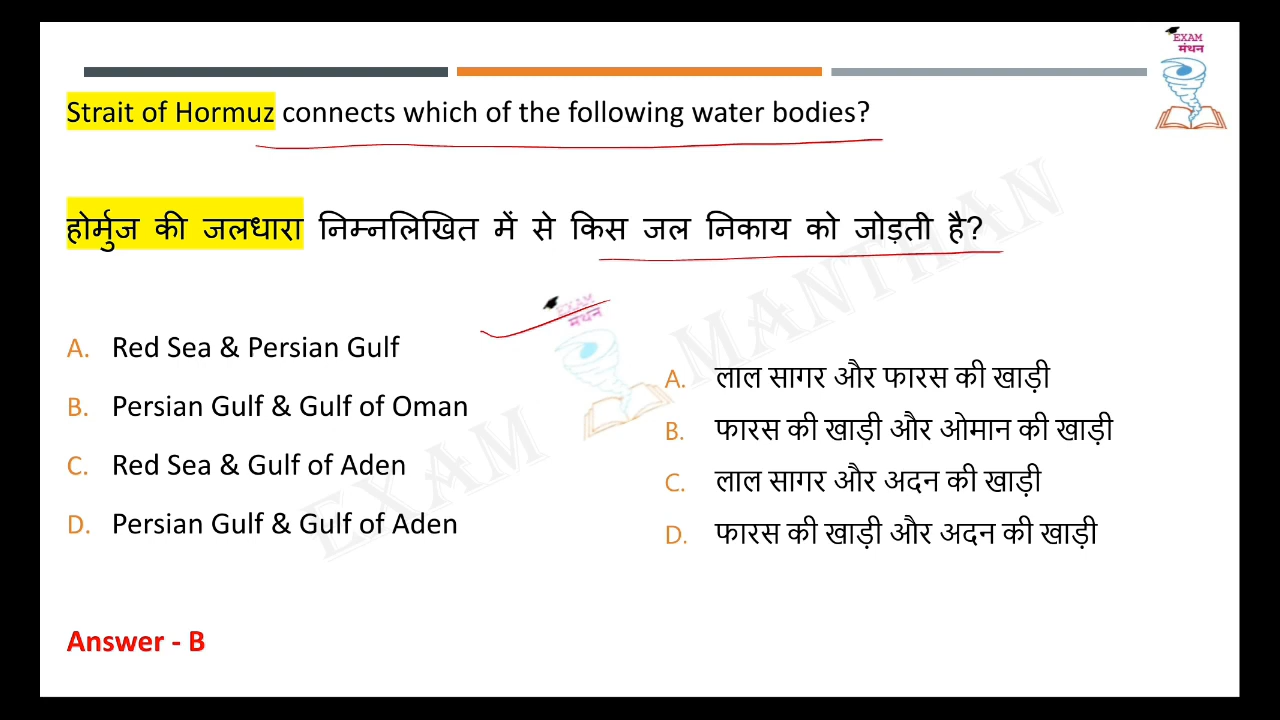 EXAM
मंथन
Strait of Hormuz connects which of the following water bodies?
होर्मुज की जलधारा निम्नलिखित में से किस जल निकाय को जोड़ती है?
EXAM
मंथन
EXAM MANTHAN
A. Red Sea & Persian Gulf
B. Persian Gulf & Gulf of Oman
C. Red Sea & Gulf of Aden
D. Persian Gulf & Gulf of Aden
A. लाल सागर और फारस की खाड़ी
B. फारस की खाड़ी और ओमान की खाड़ी
C. लाल सागर और अदन की खाड़ी
D. फारस की खाड़ी और अदन की खाड़ी
Answer - B